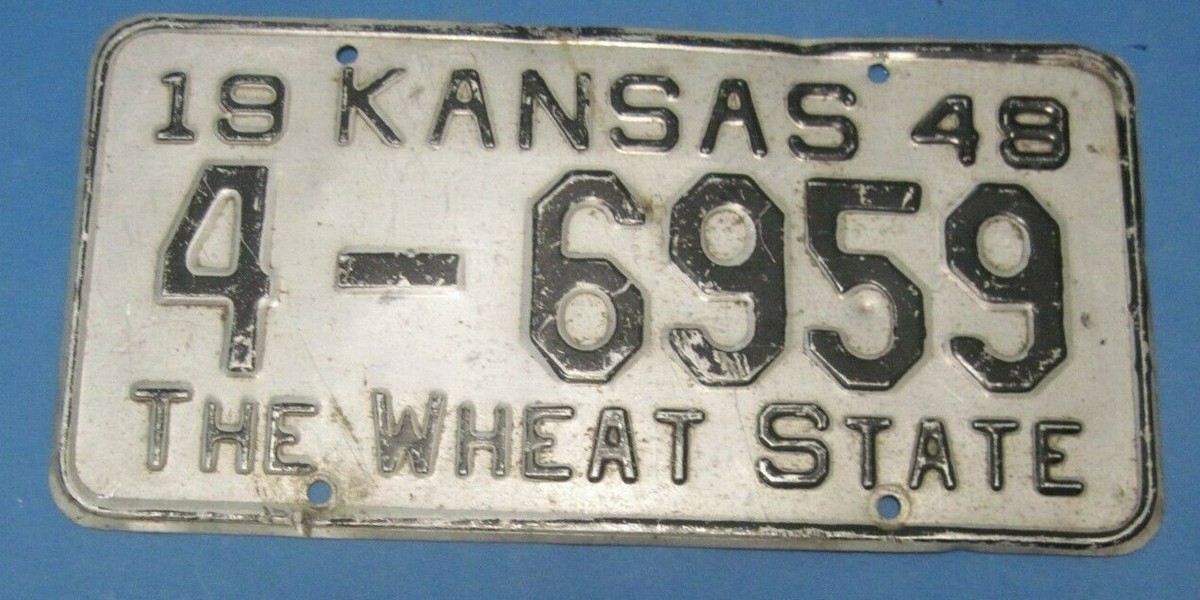 19 KANSAS 48
4-6959
THE WHEAT STATE